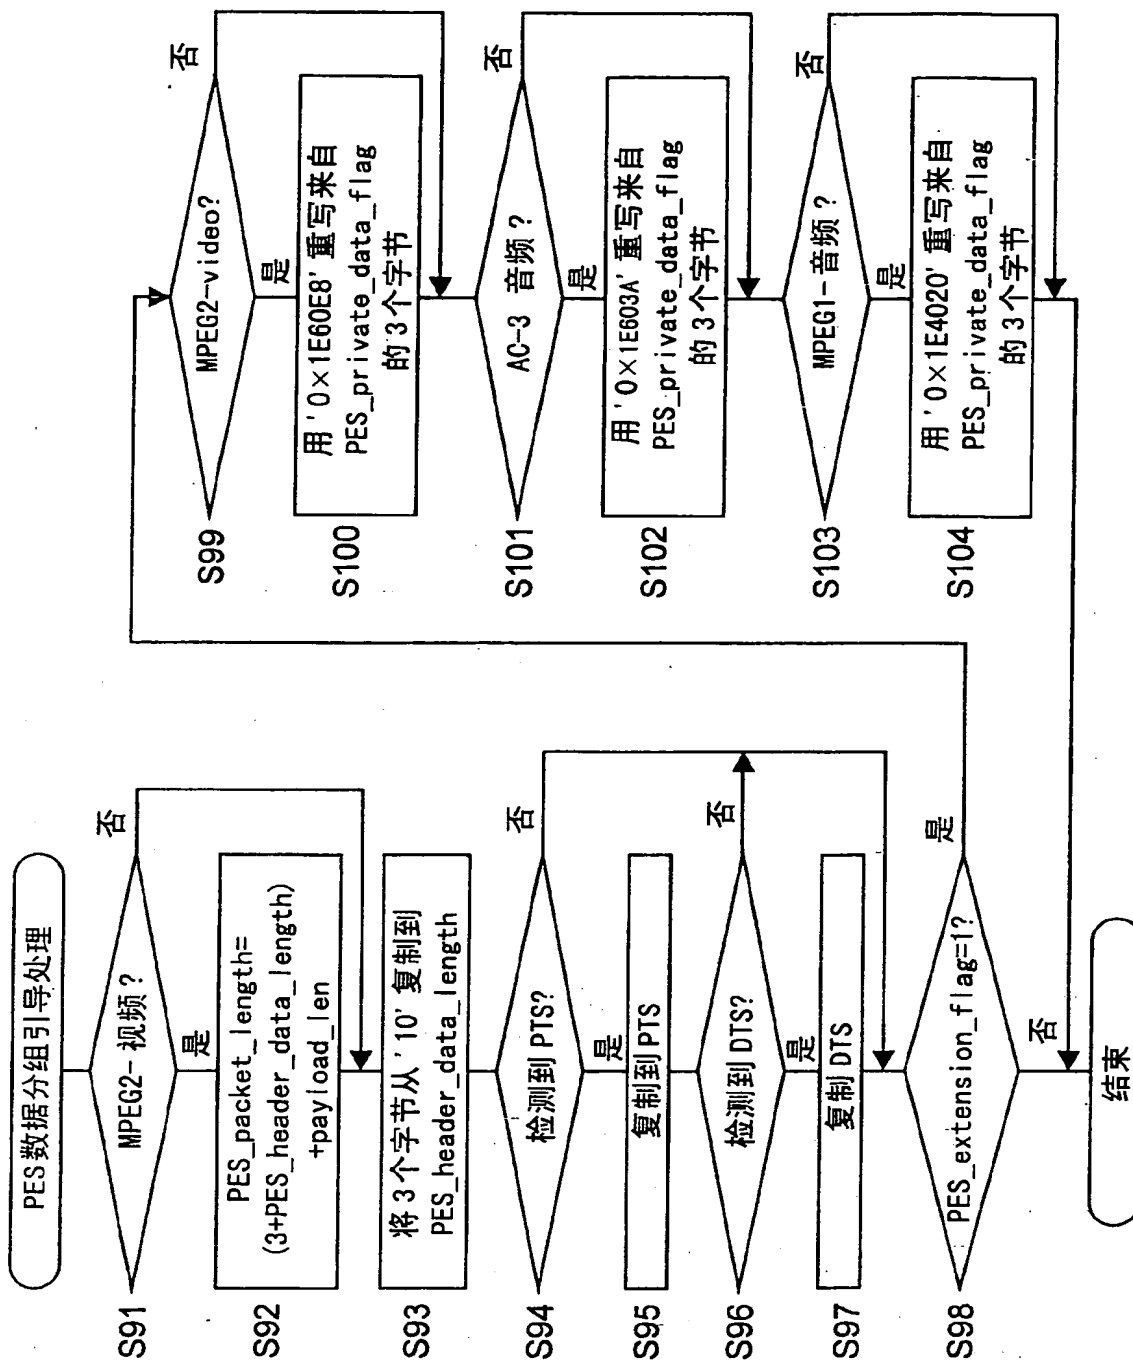 PES数据分组引导处理
S91
MPEG2-视频?
否
是
S92
PES_packet_length=
(3+PES_header_data_length)
+payload_len
S93
将3个字节从'10'复制到
PES_header_data_length
S94
检测到PTS?
否
是
S95
复制到PTS
S96
检测到DTS?
否
是
S97
复制DTS
S98
PES_extension_flag=1?
是
否
结束
S99
MPEG2-video?
否
是
S100
用'0×1E60E8'重写来自
PES_private_data_flag
的3个字节
S101
AC-3 音频?
否
是
S102
用'0×1E603A'重写来自
PES_private_data_flag
的3个字节
S103
MPEG1-音频?
否
是
S104
用'0×1E4020'重写来自
PES_private_data_flag
的3个字节